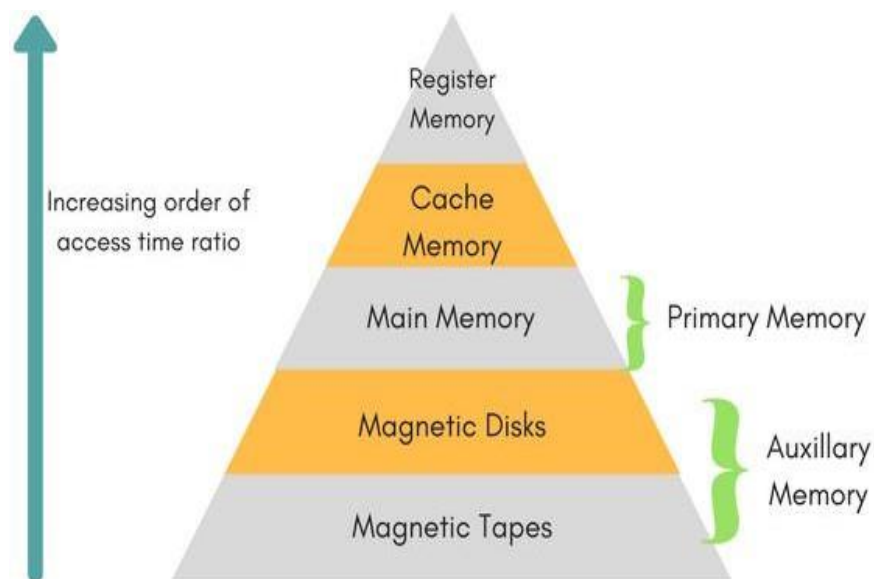 Register
Memory
Increasing order of
access time ratio
Cache
Memory
Main Memory
Primary Memory
Magnetic Disks
Auxillary
Memory
Magnetic Tapes